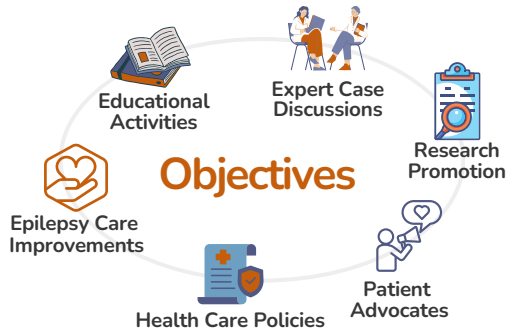 Expert Case
Discussions
Educational
Activities
Research
Promotion
Objectives
Epilepsy Care
Improvements
Patient
Advocates
Health Care Policies